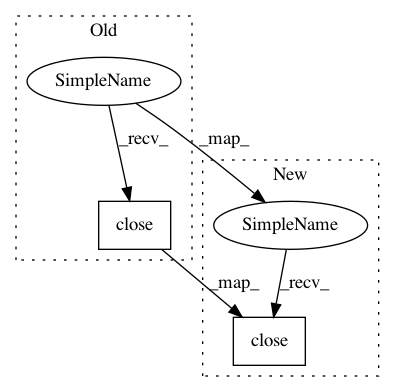 Old
SimpleName
_recv_
_map_
New
close
SimpleName
_map_
_recv_
close